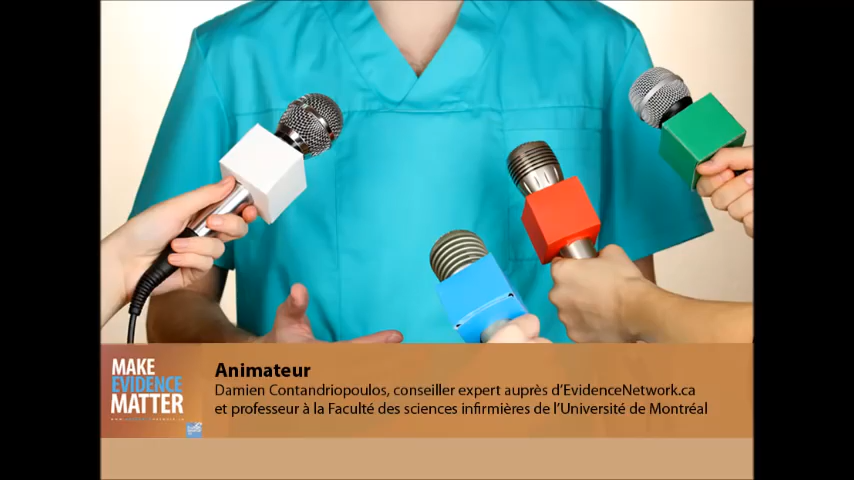 MAKE
EVIDENCE
MATTER
Animateur
Damien Contandriopoulos, conseiller expert auprès d'EvidenceNetwork.ca
et professeur à la Faculté des sciences infirmières de l'Université de Montréal